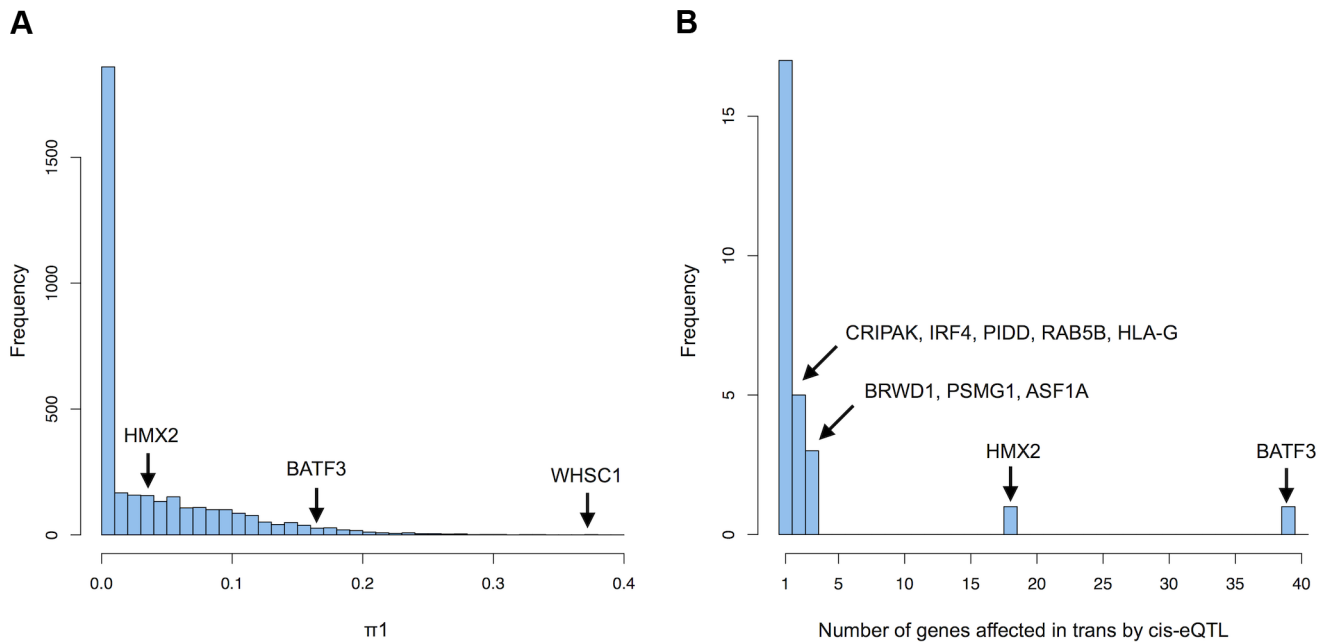 A
Frequency
1500
1000
500
0
HMX2
BATF3
WHSC1
0.0 0.1 0.2 0.3 0.4
π1
B
Frequency
15
10
5
0
CRIPAK, IRF4, PIDD, RAB5B, HLA-G
BRWD1, PSMG1, ASF1A
HMX2
BATF3
1 5 10 15 20 25 30 35 40
Number of genes affected in trans by cis-eQTL